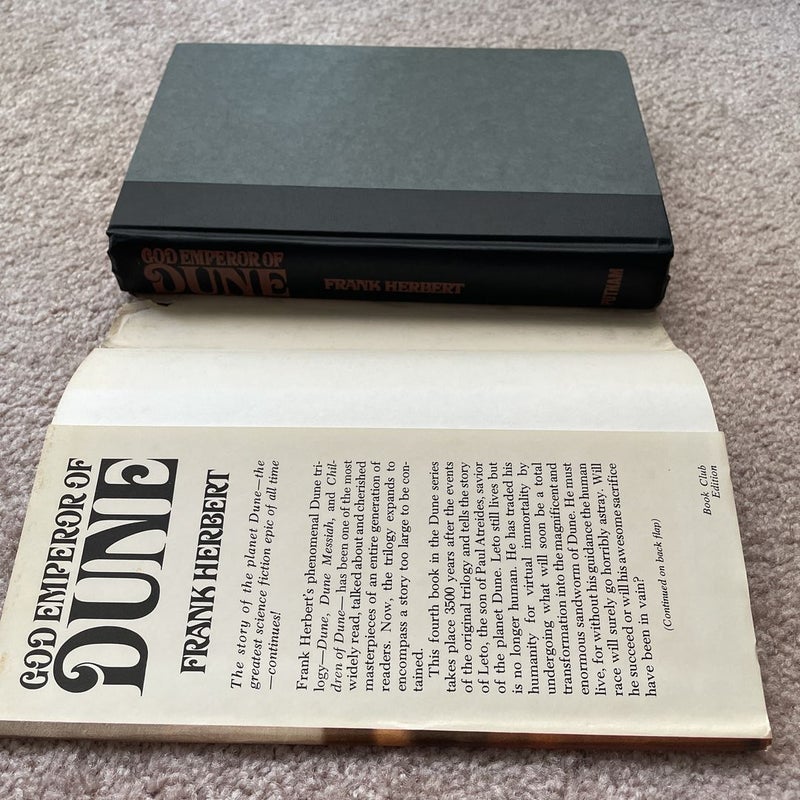 GOD EMPEROR OF
DUNE
FRANK HERBERT
PUTNAM
GOD EMPEROR OF
DUNE
FRANK HERBERT
The story of the planet Dune—the
greatest science fiction epic of all time
—continues!
Frank Herbert's phenomenal Dune tri-
logy—Dune, Dune Messiah, and Chil-
dren of Dune— has been one of the most
widely read, talked about and cherished
masterpieces of an entire generation of
readers. Now, the trilogy expands to
encompass a story too large to be con-
tained.
This fourth book in the Dune series
takes place 3500 years after the events
of the original trilogy and tells the story
of Leto, the son of Paul Atreides, savior
of the planet Dune. Leto still lives but
is no longer human. He has traded his
humanity for virtual immortality by
undergoing what will soon be a total
transformation into the magnificent and
enormous sandworm of Dune. He must
live, for without his guidance the human
race will surely go horribly astray. Will
he succeed or will his awesome sacrifice
have been in vain?
(Continued on back flap)
Book Club
Edition